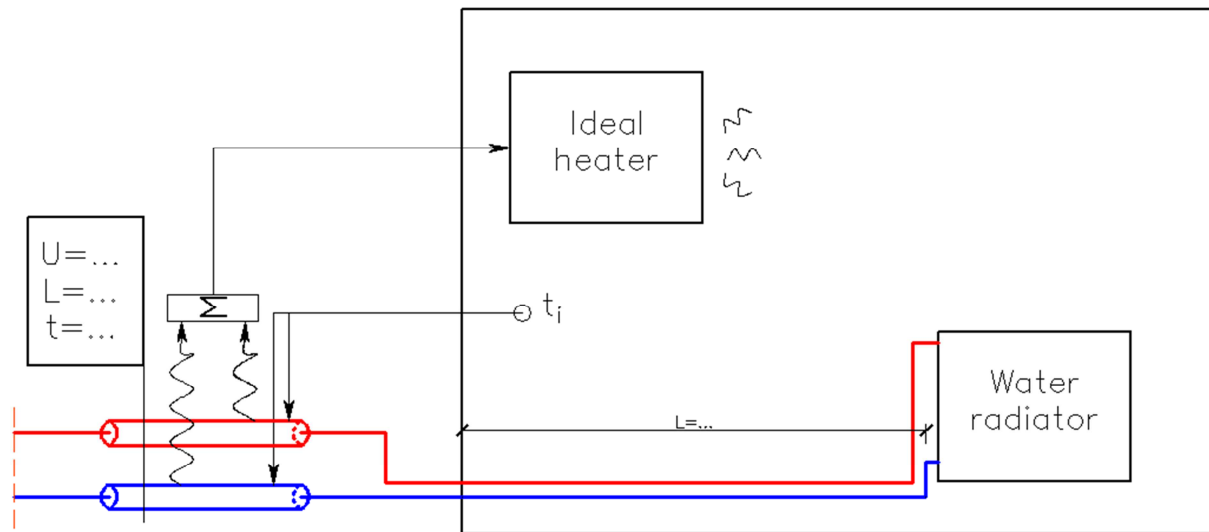 Ideal
heater
U=...
L=...
t=...
Σ
tᵢ
L=...
Water
radiator